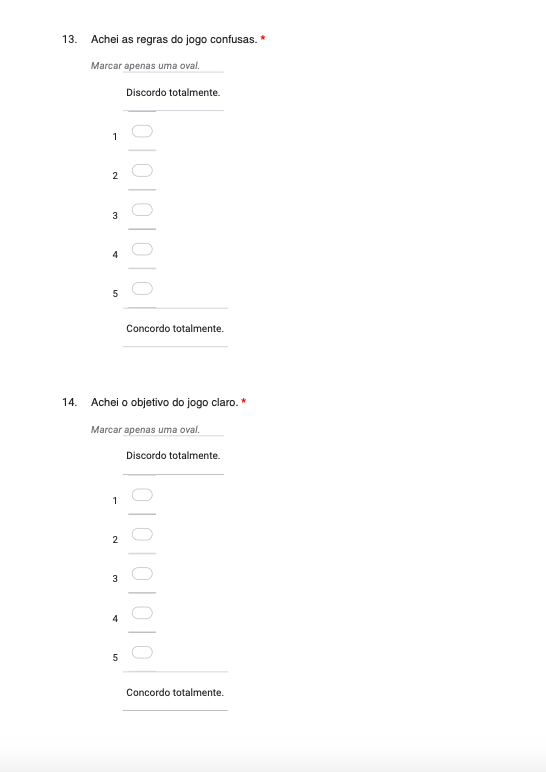 13. Achei as regras do jogo confusas. *
Marcar apenas uma oval.
Discordo totalmente.
1
2
3
4
5
Concordo totalmente.
14. Achei o objetivo do jogo claro. *
Marcar apenas uma oval.
Discordo totalmente.
1
2
3
4
5
Concordo totalmente.